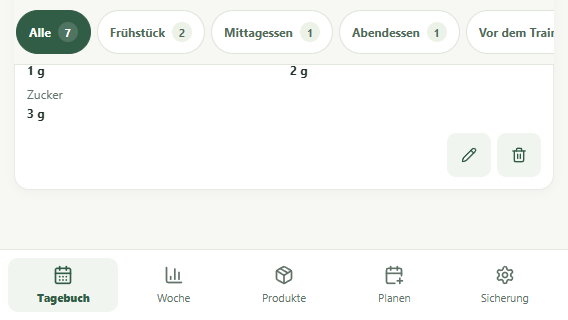 Alle 7 Frühstück 2 Mittagessen 1 Abendessen 1 Vor dem Train
1 g 2 g
Zucker
3 g
Tagebuch Woche Produkte Planen Sicherung